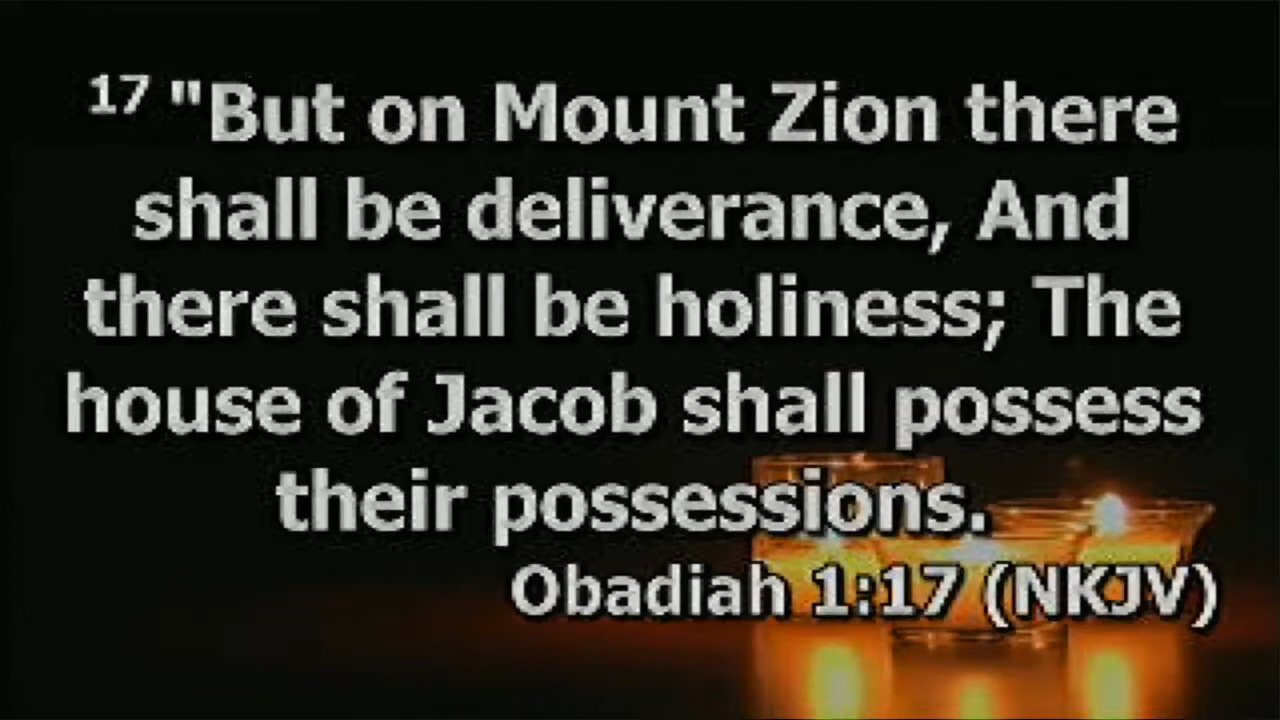 17 "But on Mount Zion there
shall be deliverance, And
there shall be holiness; The
house of Jacob shall possess
their possessions.
Obadiah 1:17 (NKJV)